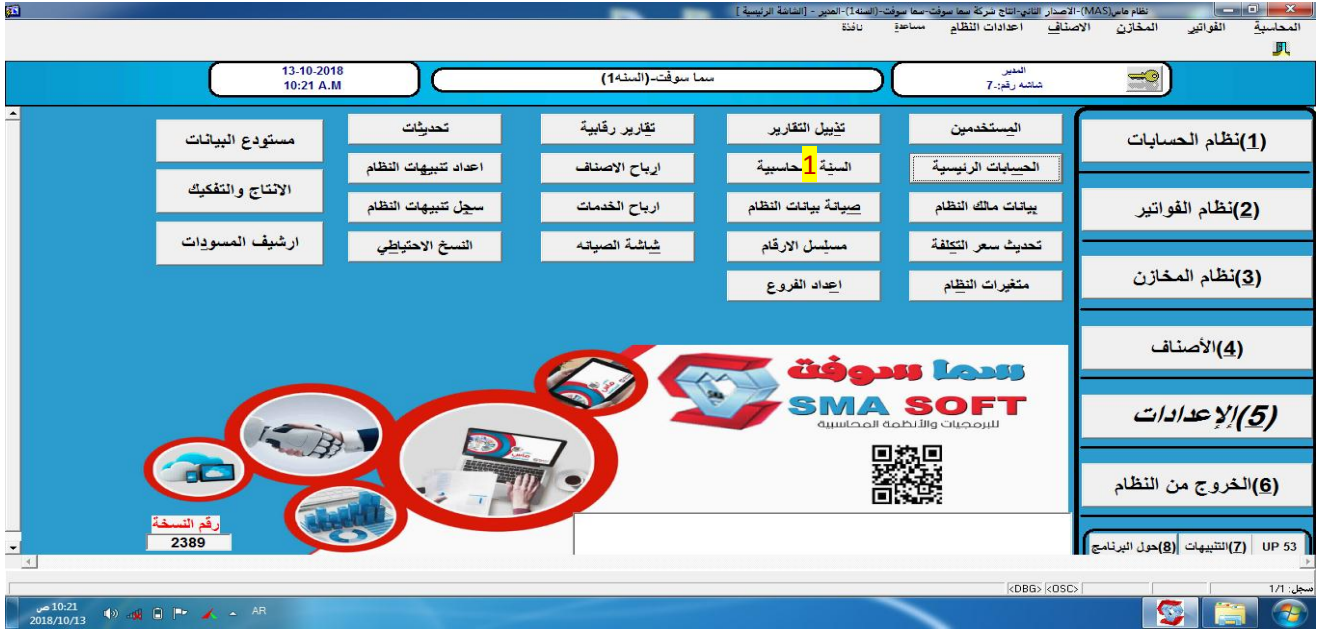 نظام ماس(MAS)-الاصدار الثاني-انتاج شركة سما سوفت-سما سوفت-(السنة1)-المدير - [الشاشة الرئيسية ]
المحاسبية الفواتير المخازن الاصناف اعدادات النظام مساعدة نافذة
المدير
شاشه رقم:-7
سما سوفت-(السنه1)
13-10-2018
10:21 A.M
(1)نظام الحسابات
(2)نظام الفواتير
(3)نظام المخازن
(4)الأصناف
(5)الإعدادات
(6)الخروج من النظام
UP 53 (7)التنبيهات (8)حول البرنامج
المستخدمين تذييل التقارير تقارير رقابية تحديثات مستودع البيانات
الحسابات الرئيسية السنة 1حاسبية ارباح الاصناف اعداد تنبيهات النظام الانتاج والتفكيك
بيانات مالك النظام صيانة بيانات النظام ارباح الخدمات سجل تنبيهات النظام ارشيف المسودات
تحديث سعر التكلفة مسلسل الارقام شاشة الصيانه النسخ الاحتياطي
متغيرات النظام اعداد الفروع
سما سوفت
SMA SOFT
للبرمجيات والأنظمة المحاسبية
رقم النسخة
2389
سجل: 1/1 <OSC> <DBG>
AR 10:21 ص
2018/10/13